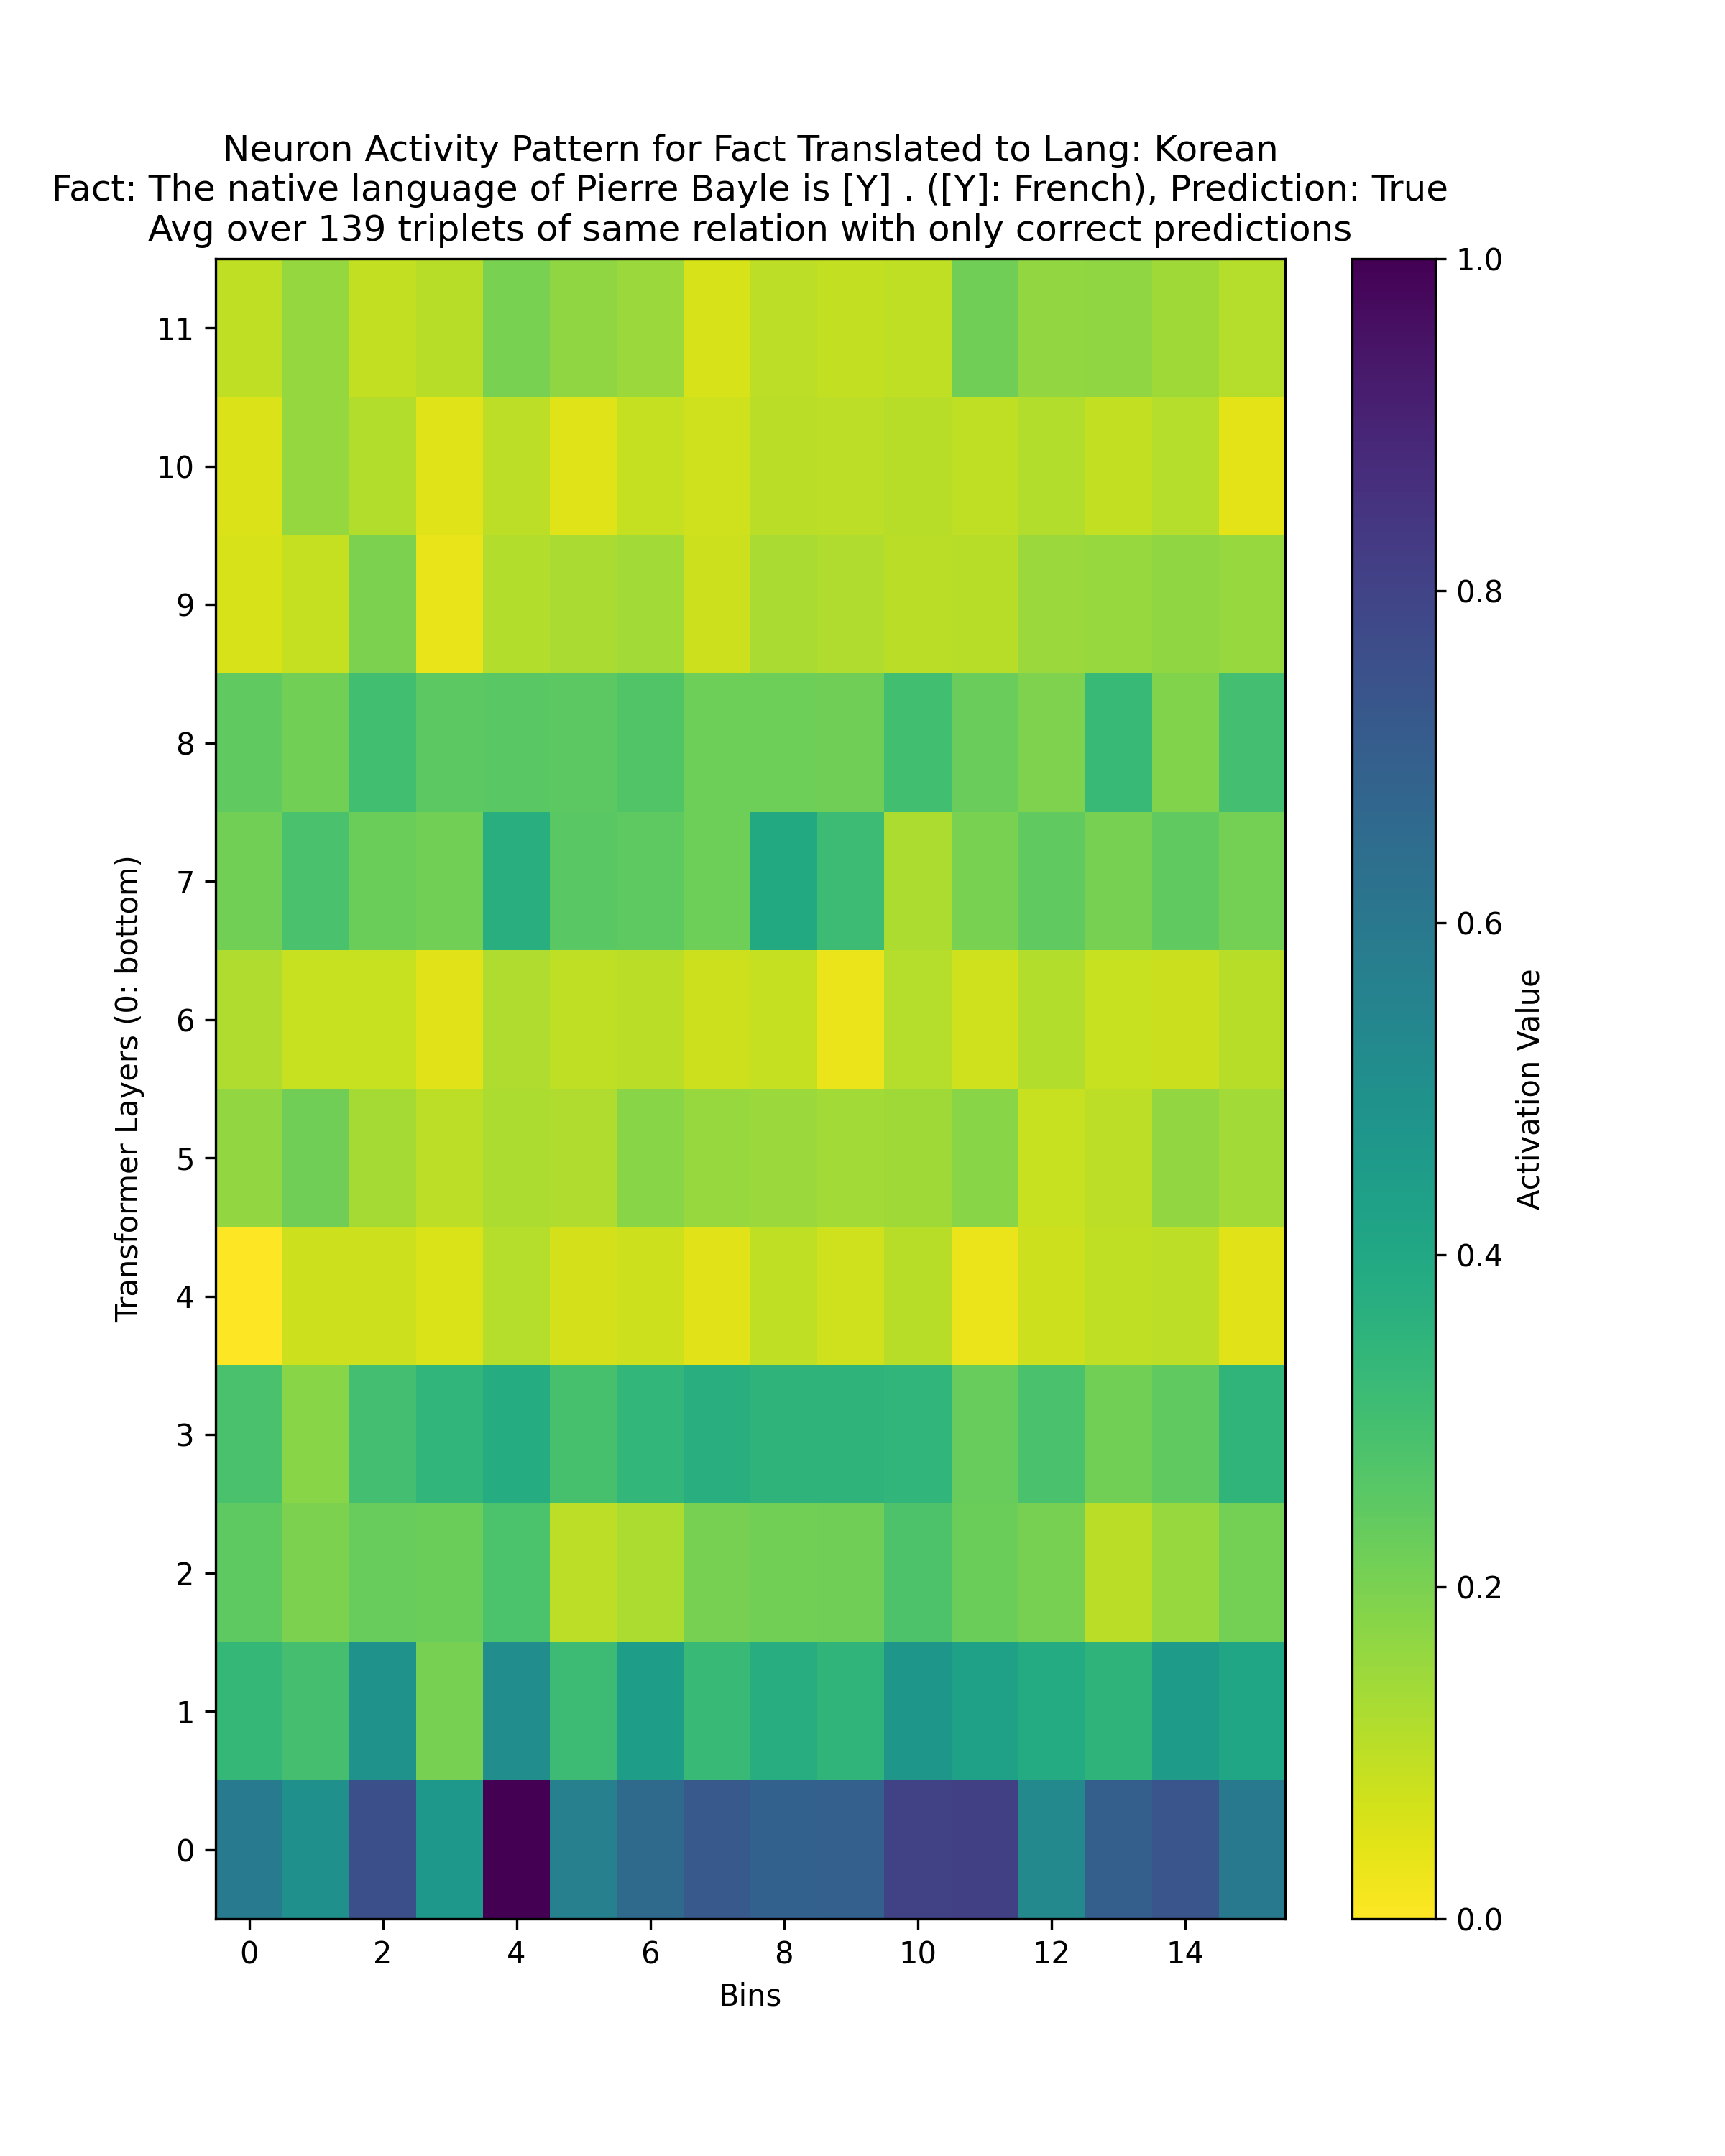 Neuron Activity Pattern for Fact Translated to Lang: Korean
Fact: The native language of Pierre Bayle is [Y] . ([Y]: French), Prediction: True
Avg over 139 triplets of same relation with only correct predictions
11
10
9
8
7
6
5
4
3
2
1
0
Transformer Layers (0: bottom)
0 2 4 6 8 10 12 14
Bins
1.0
0.8
0.6
0.4
0.2
0.0
Activation Value